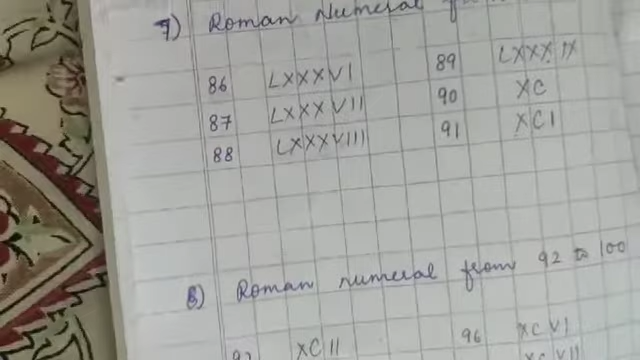 7) Roman Numeral
86 LXXXVI 89 LXXXIX
87 LXXXVII 90 XC
88 LXXXVIII 91 XCI
8) Roman numeral from 92 to 100
92 XCII 96 XCVI